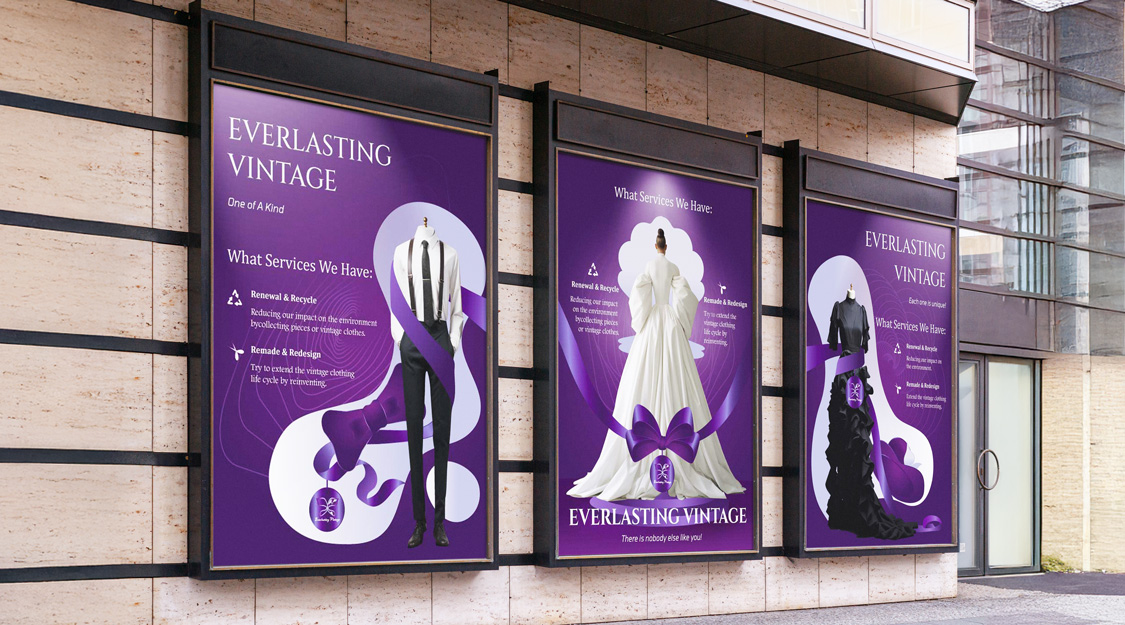 EVERLASTING
VINTAGE
One of A Kind
What Services We Have:
Renewal & Recycle
Reducing our impact on the environment
bycollecting pieces or vintage clothes.
Remade & Redesign
Try to extend the vintage clothing
life cycle by reinventing.
What Services We Have:
Renewal & Recycle
Reducing our impact
on the environment
bycollecting pieces
or vintage clothes.
Remade & Redesign
Try to extend the
vintage clothing
life cycle by
reinventing.
EVERLASTING VINTAGE
There is nobody else like you!
EVERLASTING
VINTAGE
Each one is unique!
What Services We Have:
Renewal & Recycle
Reducing our impact on
the environment.
Remade & Redesign
Extend the vintage clothing
life cycle by reinventing.